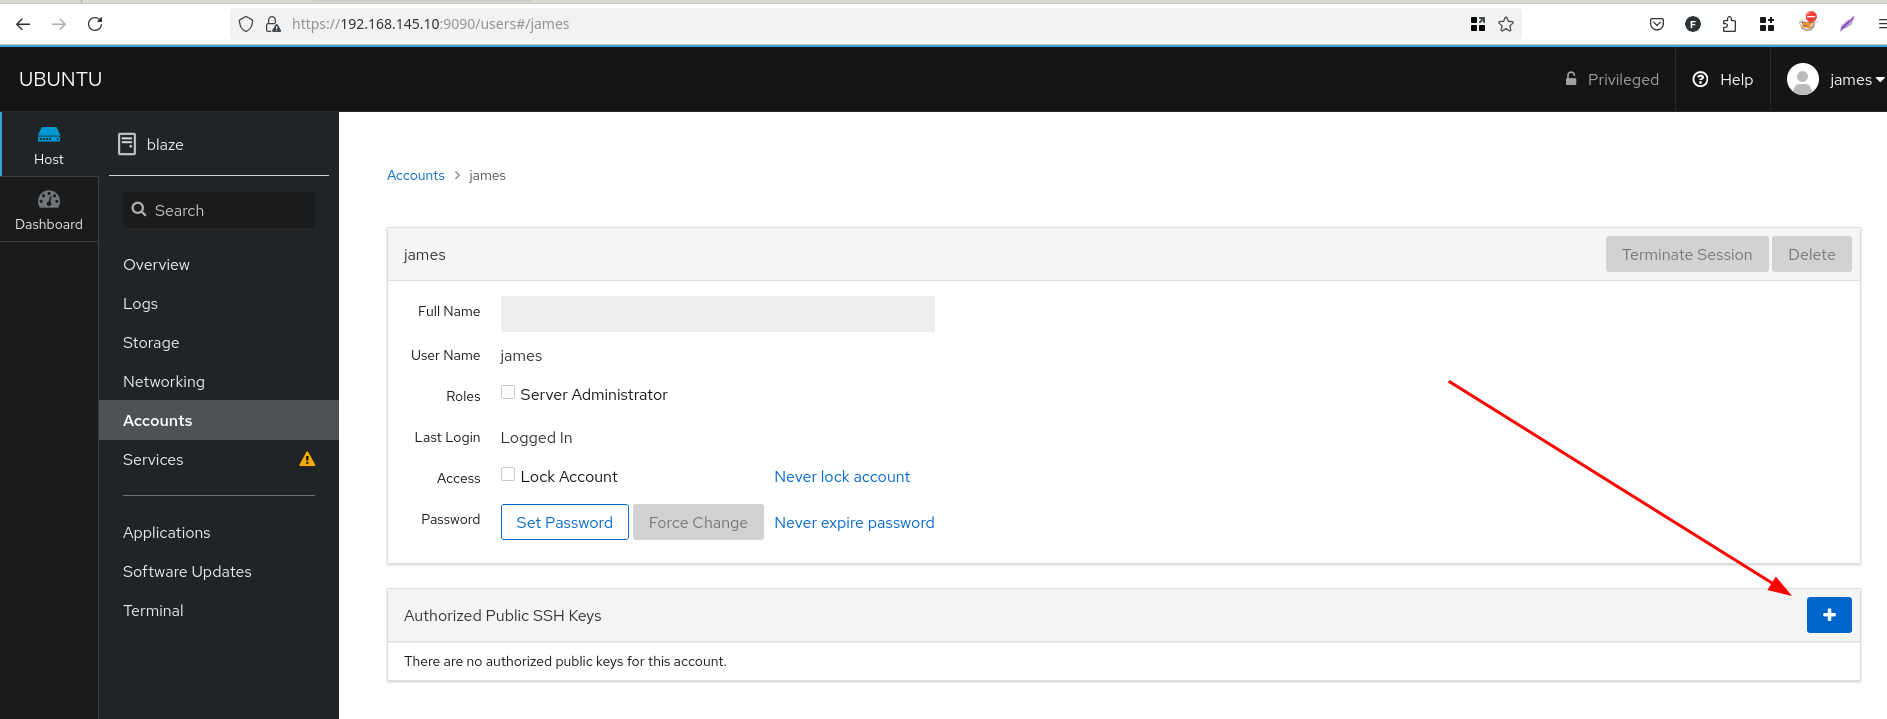 https://192.168.145.10:9090/users#/james
UBUNTU
Privileged
Help
james
Host
Dashboard
blaze
Search
Overview
Logs
Storage
Networking
Accounts
Services
Applications
Software Updates
Terminal
Accounts > james
james
Terminate Session
Delete
Full Name
User Name james
Roles Server Administrator
Last Login Logged In
Access Lock Account Never lock account
Password Set Password Force Change Never expire password
Authorized Public SSH Keys
There are no authorized public keys for this account.